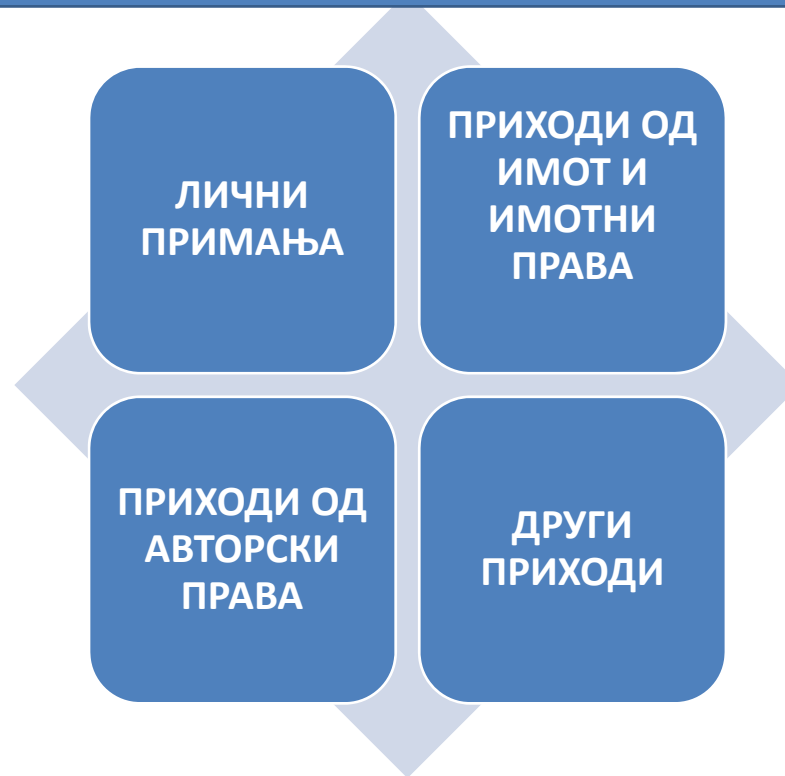 ЛИЧНИ
ПРИМАЊА
ПРИХОДИ ОД
ИМОТ И
ИМОТНИ
ПРАВА
ПРИХОДИ ОД
АВТОРСКИ
ПРАВА
ДРУГИ
ПРИХОДИ